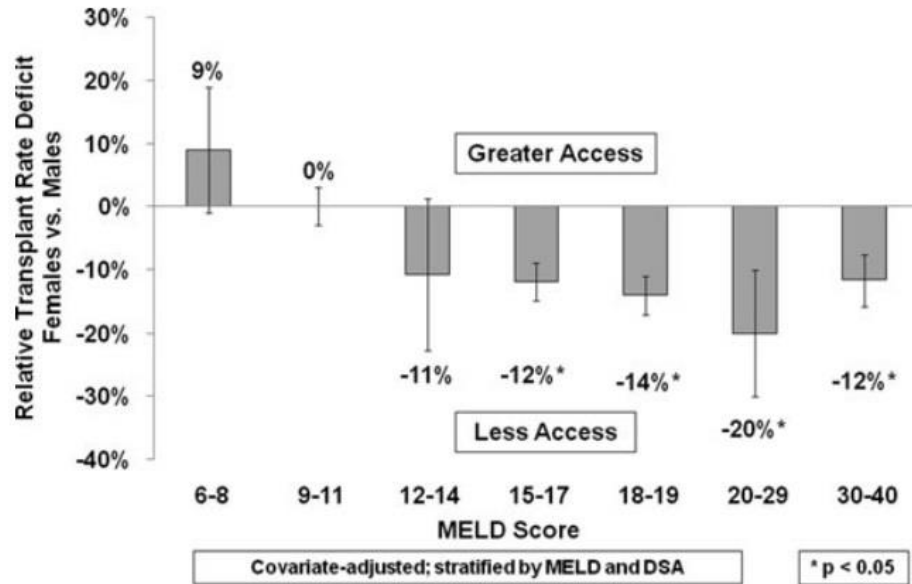 Relative Transplant Rate Deficit
Females vs. Males
30%
20%
10%
0%
-10%
-20%
-30%
-40%
9%
0%
Greater Access
-11%
-12%*
-14%*
-20%*
-12%*
Less Access
6-8 9-11 12-14 15-17 18-19 20-29 30-40
MELD Score
Covariate-adjusted; stratified by MELD and DSA
* p < 0.05